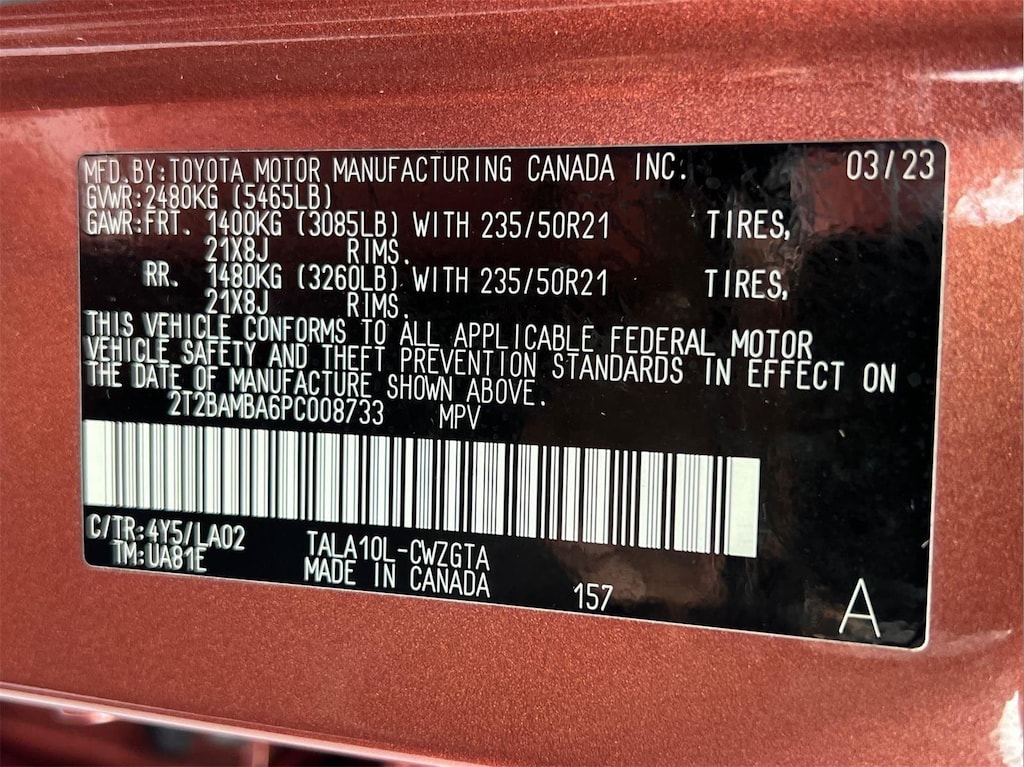 MFD.BY:TOYOTA MOTOR MANUFACTURING CANADA INC. 03/23
GVWR:2480KG (5465LB)
GAWR:FRT. 1400KG (3085LB) WITH 235/50R21 TIRES,
21X8J RIMS.
RR. 1480KG (3260LB) WITH 235/50R21 TIRES,
21X8J RIMS.
THIS VEHICLE CONFORMS TO ALL APPLICABLE FEDERAL MOTOR
VEHICLE SAFETY AND THEFT PREVENTION STANDARDS IN EFFECT ON
THE DATE OF MANUFACTURE SHOWN ABOVE.
2T2BAMBA6PC008733 MPV
C/TR:4Y5/LA02 TALA10L-CWZGTA
TM:UA81E MADE IN CANADA 157 A